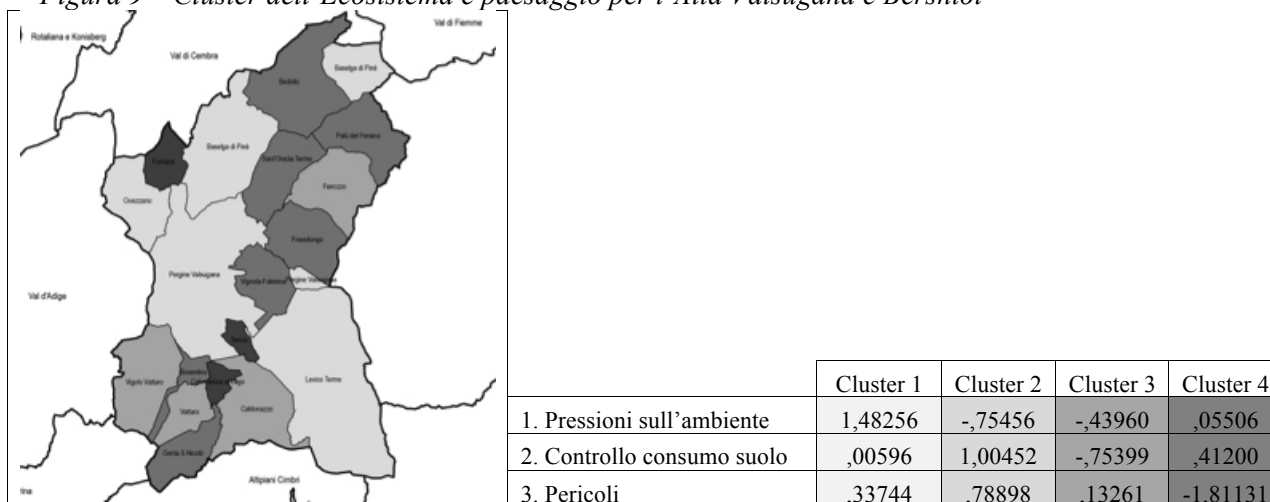 Figura 9 – Cluster dell'Ecosistema e paesaggio per l'Alta Valsugana e Bersntol
Rotaliana e Konisberg
Val di Fiemme
Val di Cembra
Baselga di Piné
Bedollo
Palù del Fersina
Fornace
Baselga di Piné
Sant'Orsola Terme
Fierozzo
Civezzano
Frassilongo
Pergine Valsugana
Vignola Falesina
Pergine Valsugana
Val d'Adige
Tenna
Vigolo Vattaro
Bosentino
Levico Terme
Vattaro
Caldonazzo
Altipiani Cimbri
Cluster 1 Cluster 2 Cluster 3 Cluster 4
1. Pressioni sull'ambiente 1,48256 -,75456 -,43960 ,05506
2. Controllo consumo suolo ,00596 1,00452 -,75399 ,41200
3. Pericoli ,33744 ,78898 ,13261 -1,81131